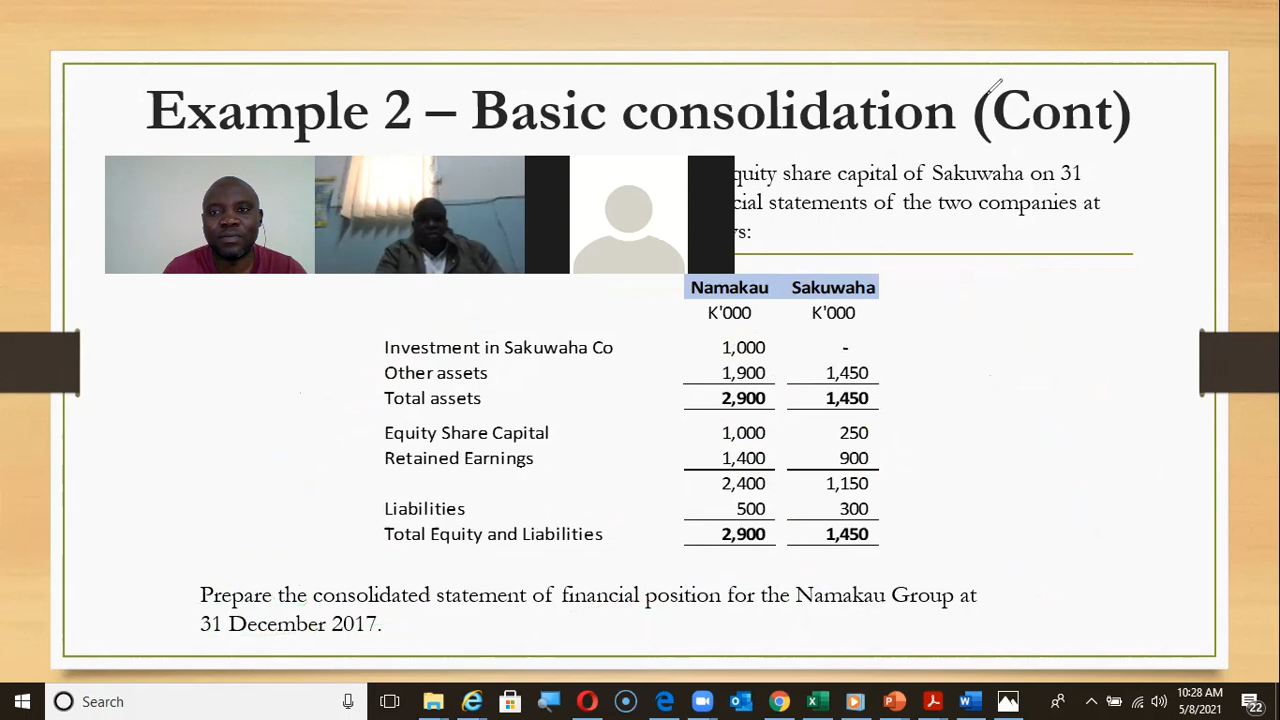 Example 2 – Basic consolidation (Cont)
quity share capital of Sakuwaha on 31
cial statements of the two companies at
Namakau Sakuwaha
K'000 K'000
Investment in Sakuwaha Co 1,000 -
Other assets 1,900 1,450
Total assets 2,900 1,450
Equity Share Capital 1,000 250
Retained Earnings 1,400 900
2,400 1,150
Liabilities 500 300
Total Equity and Liabilities 2,900 1,450
Prepare the consolidated statement of financial position for the Namakau Group at
31 December 2017.
Search
10:28 AM
5/8/2021
22